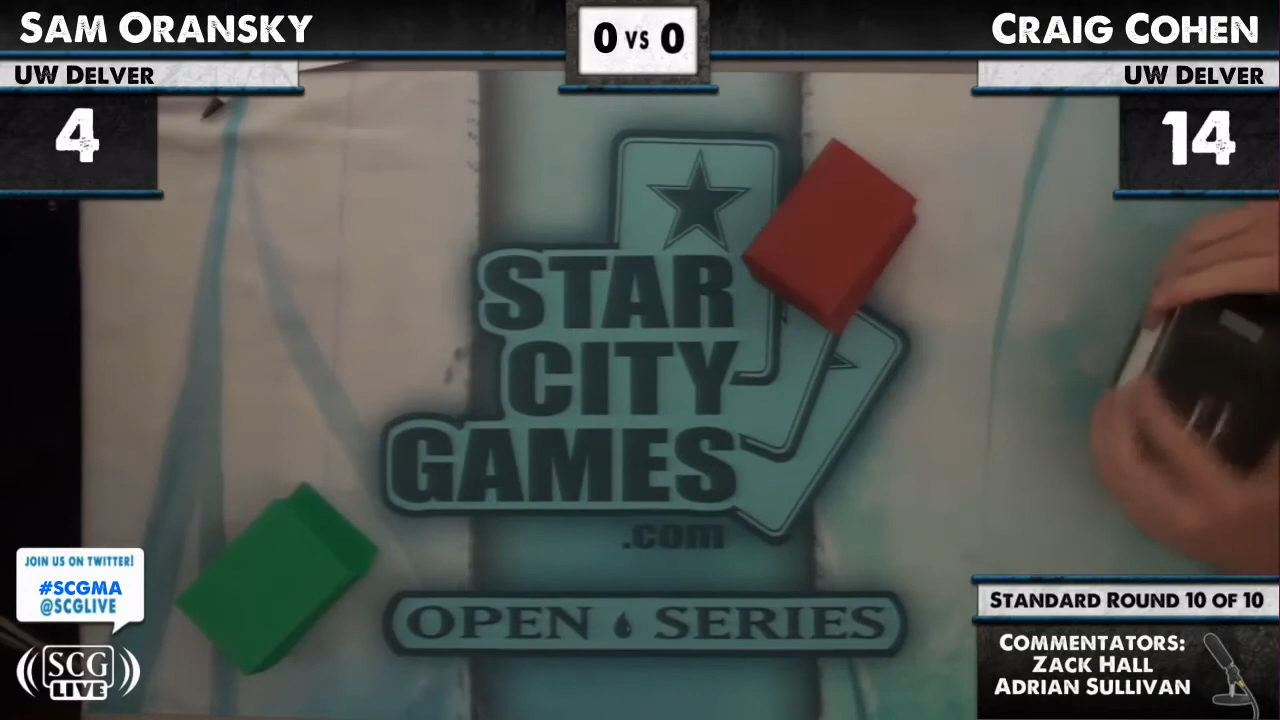 SAM ORANSKY
0 VS 0
CRAIG COHEN
UW DELVER
UW DELVER
4
14
STAR
CITY
GAMES
.com
OPEN SERIES
JOIN US ON TWITTER!
#SCGMA
@SCGLIVE
SCG
LIVE
STANDARD ROUND 10 OF 10
COMMENTATORS:
ZACK HALL
ADRIAN SULLIVAN